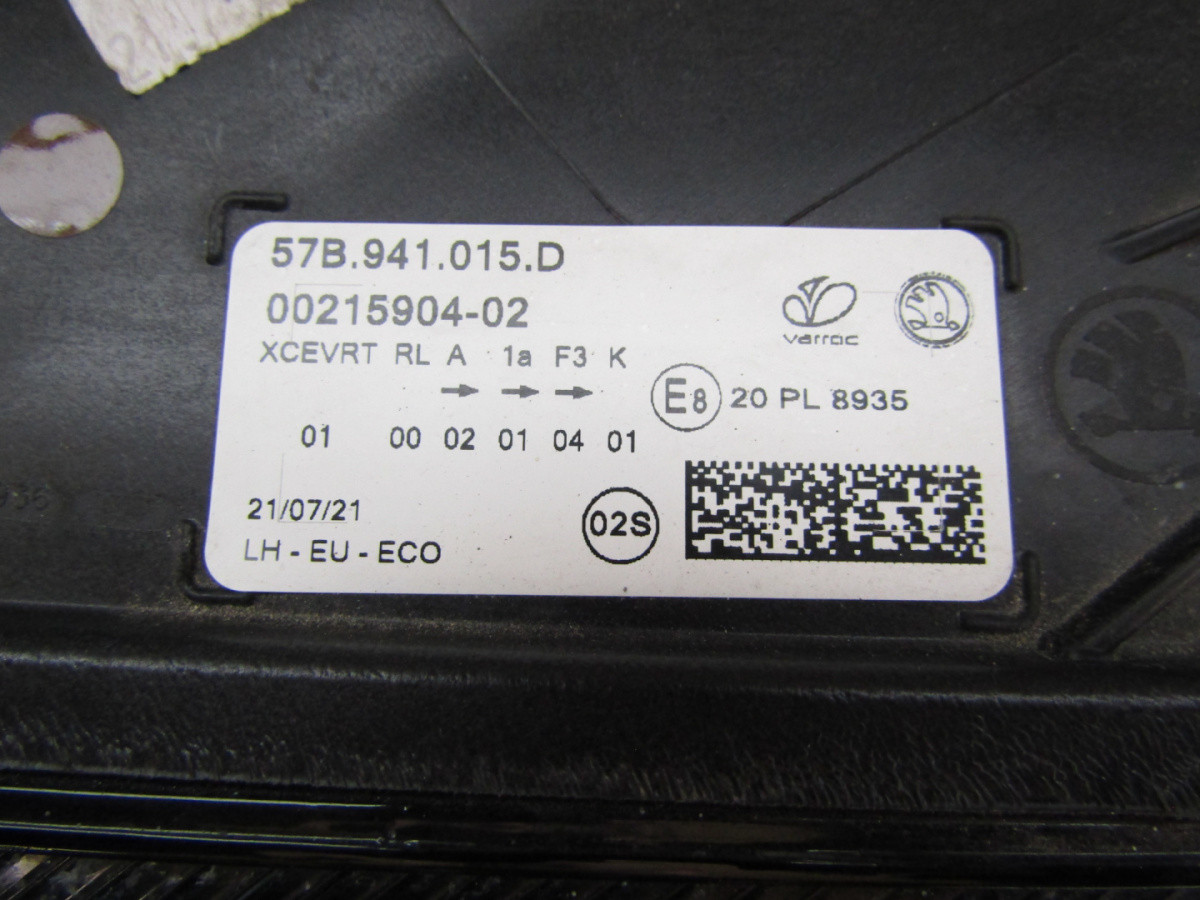 57B.941.015.D
00215904-02
varroc
XCEVRT RL A 1a F3 K
E8 20 PL 8935
01 00 02 01 04 01
21/07/21
02S
LH - EU - ECO